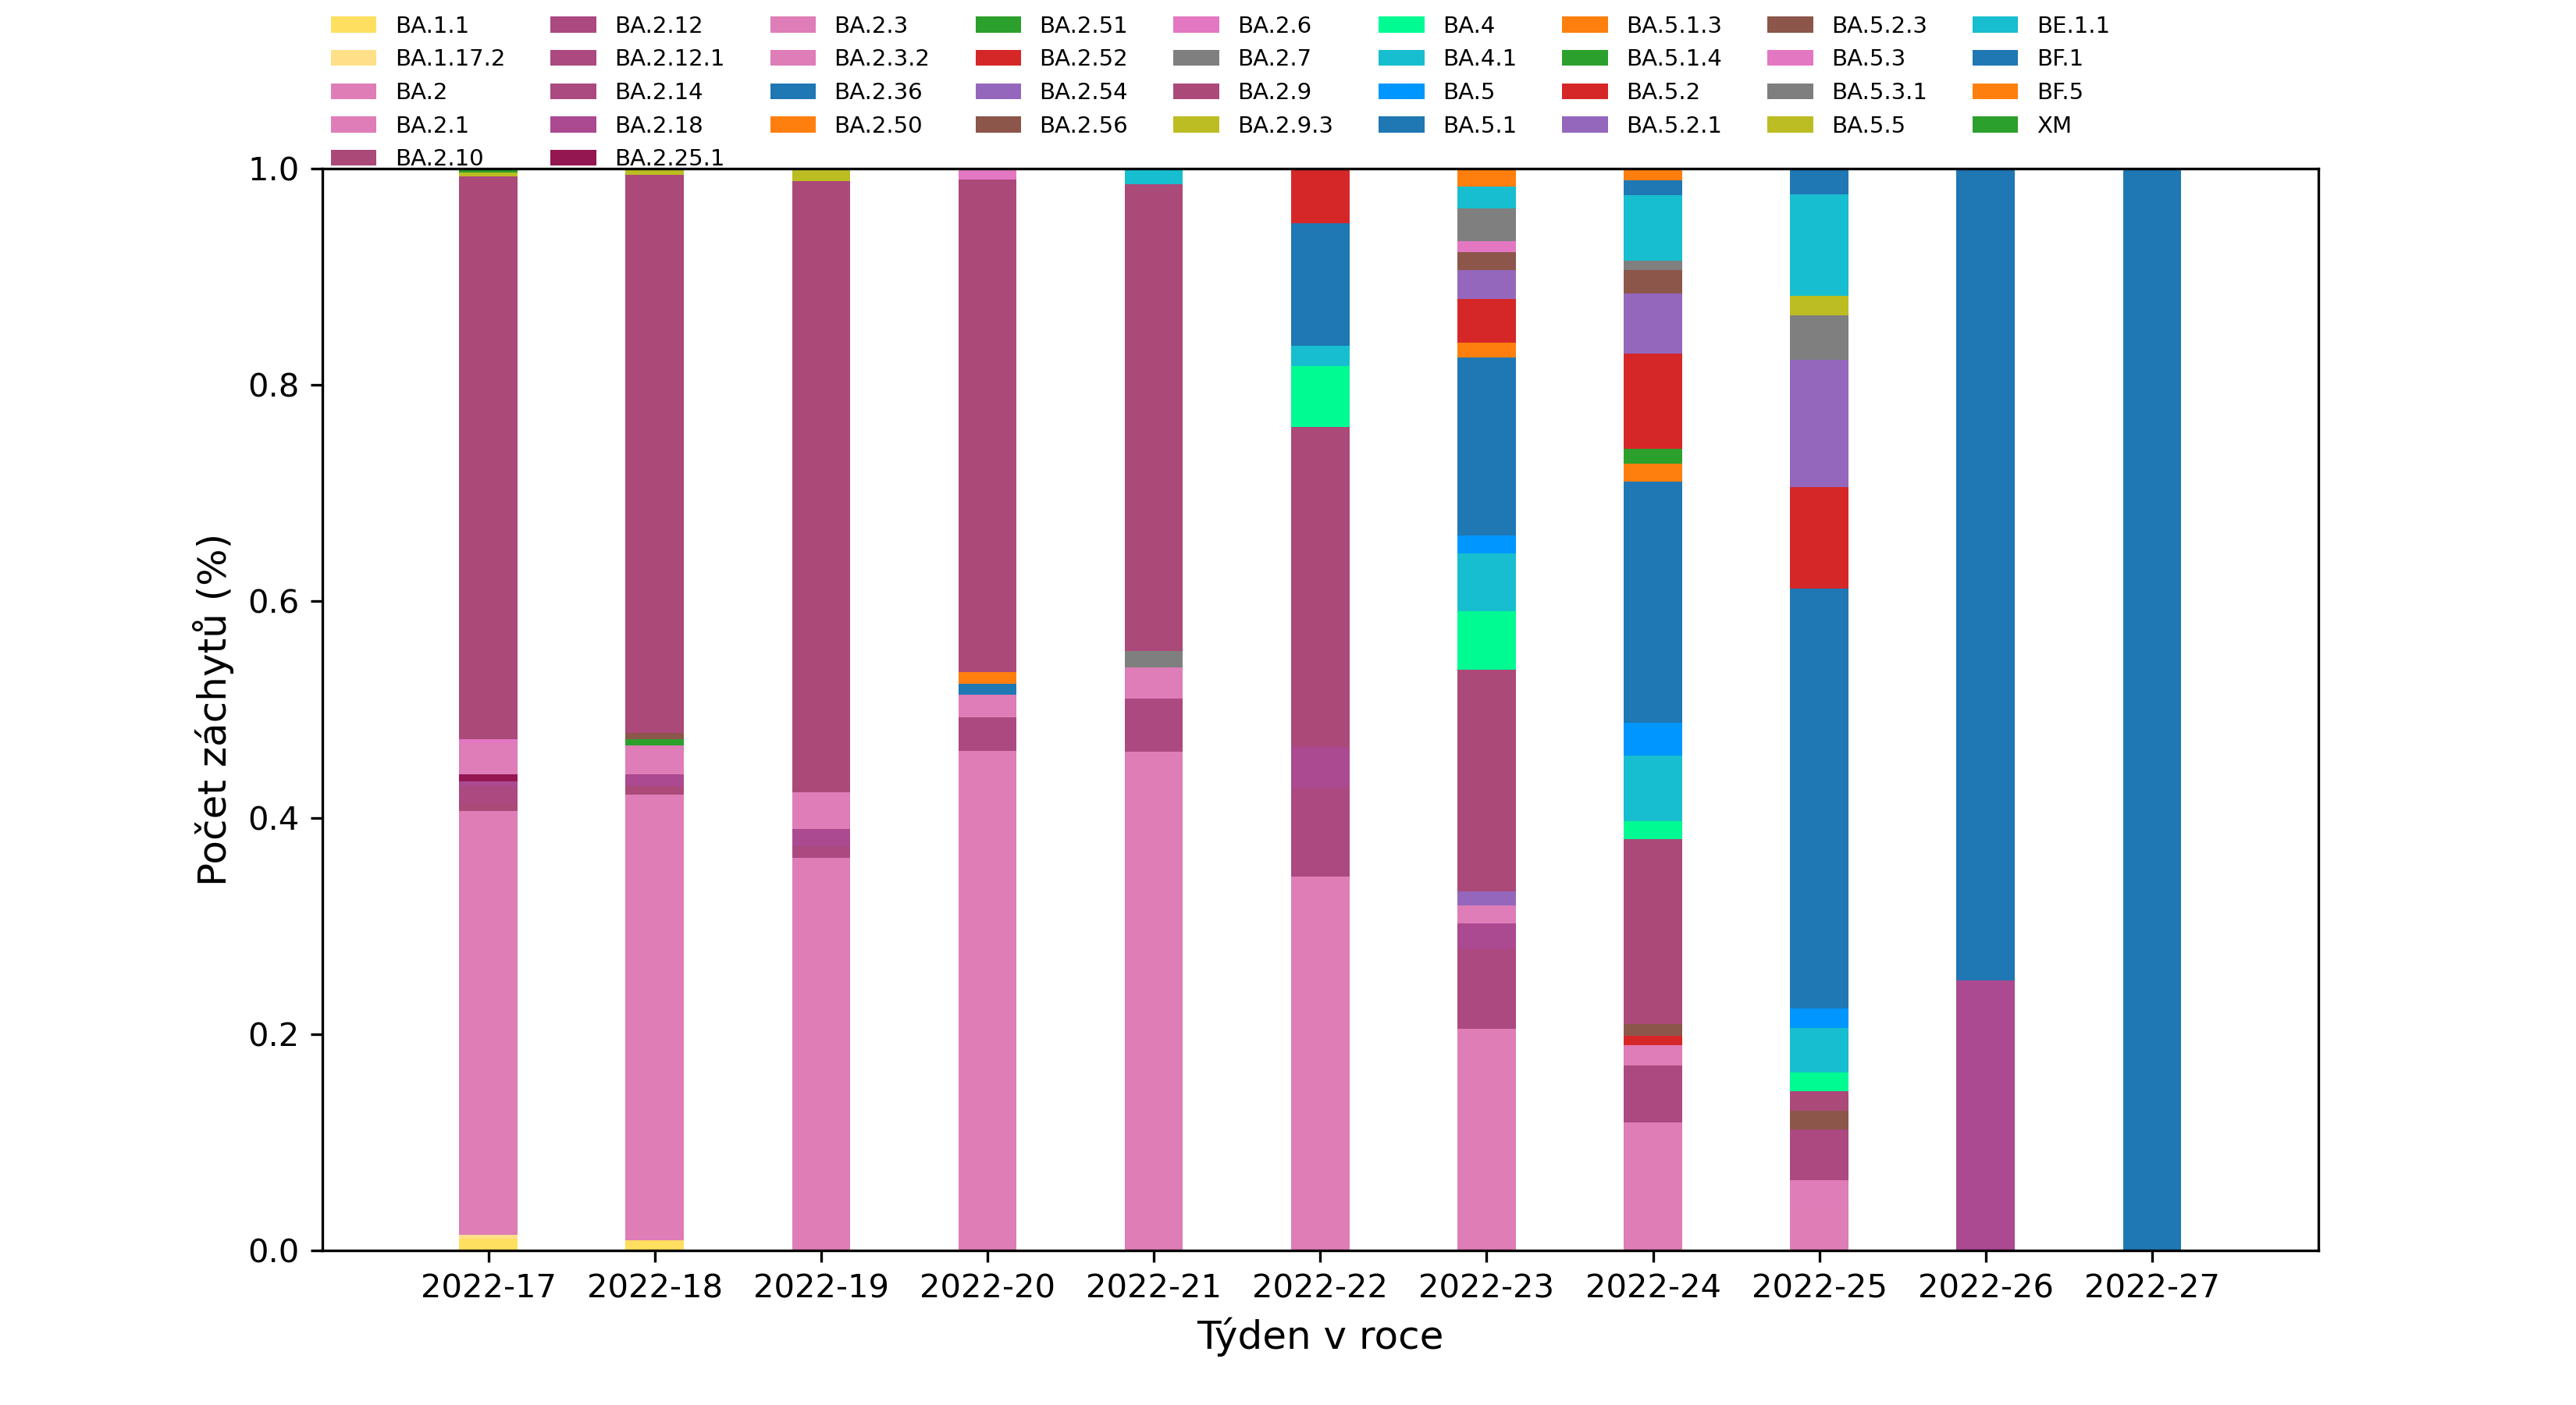 BA.1.1 BA.2.12 BA.2.3 BA.2.51 BA.2.6 BA.4 BA.5.1.3 BA.5.2.3 BE.1.1
BA.1.17.2 BA.2.12.1 BA.2.3.2 BA.2.52 BA.2.7 BA.4.1 BA.5.1.4 BA.5.3 BF.1
BA.2 BA.2.14 BA.2.36 BA.2.54 BA.2.9 BA.5 BA.5.2 BA.5.3.1 BF.5
BA.2.1 BA.2.18 BA.2.50 BA.2.56 BA.2.9.3 BA.5.1 BA.5.2.1 BA.5.5 XM
BA.2.10 BA.2.25.1
1.0
0.8
0.6
0.4
0.2
0.0
Počet záchytů (%)
2022-17 2022-18 2022-19 2022-20 2022-21 2022-22 2022-23 2022-24 2022-25 2022-26 2022-27
Týden v roce